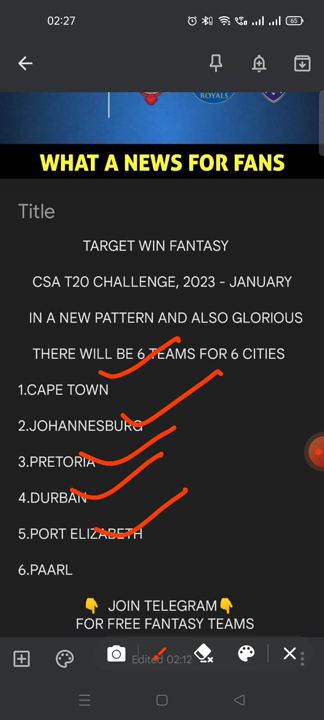 02:27
65
ROYALS
WHAT A NEWS FOR FANS
Title
TARGET WIN FANTASY
CSA T20 CHALLENGE, 2023 - JANUARY
IN A NEW PATTERN AND ALSO GLORIOUS
THERE WILL BE 6 TEAMS FOR 6 CITIES
1.CAPE TOWN
2.JOHANNESBURG
3.PRETORIA
4.DURBAN
5.PORT ELIZABETH
6.PAARL
👇 JOIN TELEGRAM👇
FOR FREE FANTASY TEAMS
Edited 02:12